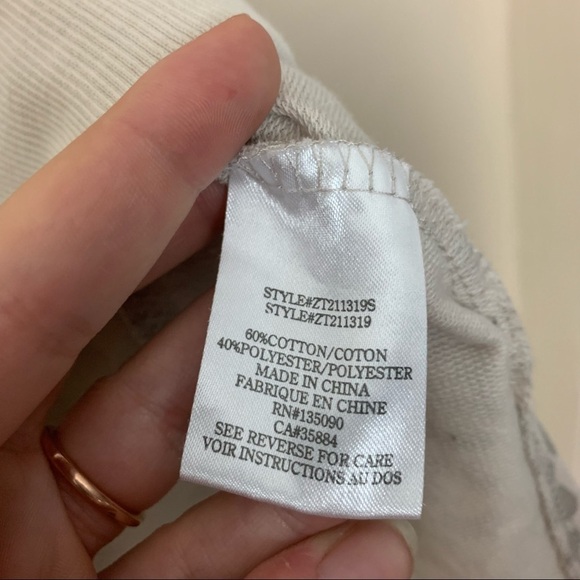 STYLE#ZT211319S
STYLE#ZT211319
60%COTTON/COTON
40%POLYESTER/POLYESTER
MADE IN CHINA
FABRIQUE EN CHINE
RN#135090
CA#35884
SEE REVERSE FOR CARE
VOIR INSTRUCTIONS AU DOS